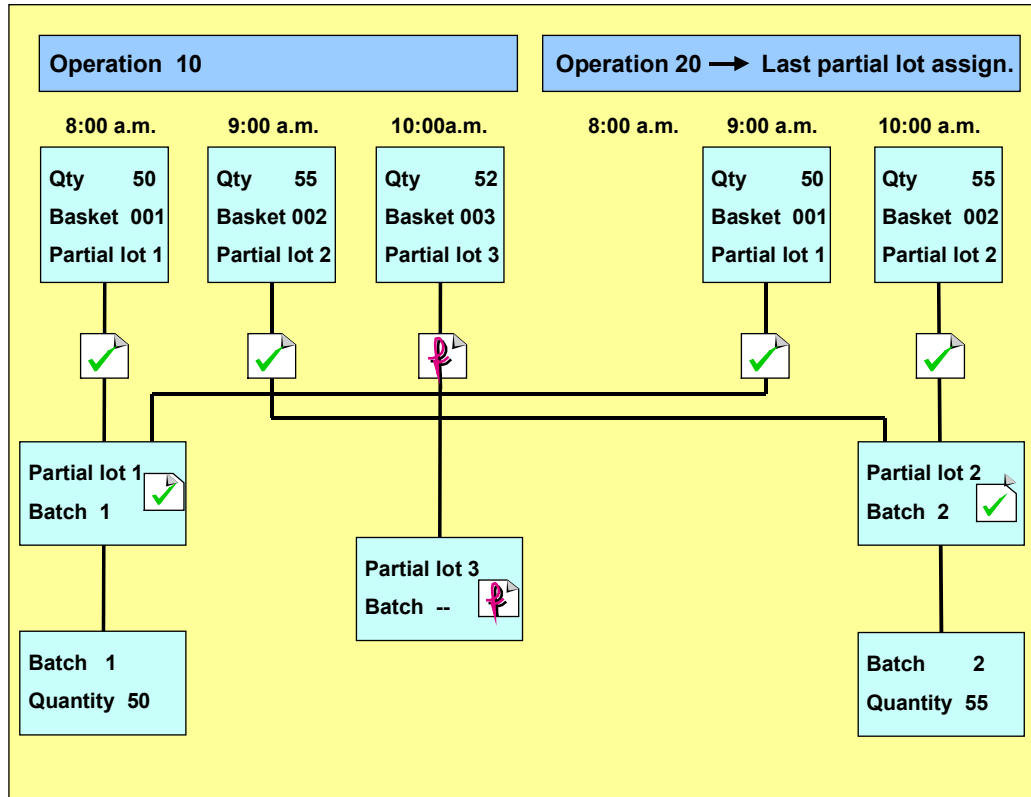 Operation 10
Operation 20 → Last partial lot assign.
8:00 a.m.
9:00 a.m.
10:00a.m.
8:00 a.m.
9:00 a.m.
10:00 a.m.
Qty 50
Basket 001
Partial lot 1
Qty 55
Basket 002
Partial lot 2
Qty 52
Basket 003
Partial lot 3
Qty 50
Basket 001
Partial lot 1
Qty 55
Basket 002
Partial lot 2
Partial lot 1
Batch 1
Partial lot 2
Batch 2
Partial lot 3
Batch --
Batch 1
Quantity 50
Batch 2
Quantity 55